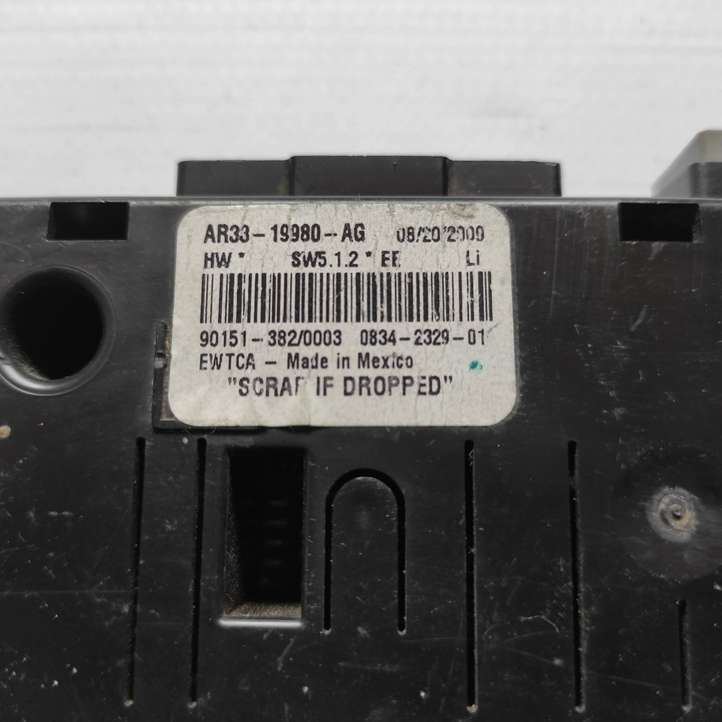 AR33-19980-AG 08/20/2009
HW * SW5.1.2 * EE Li
90151-382/0003 0834-2329-01
EWTCA - Made in Mexico
"SCRAP IF DROPPED"